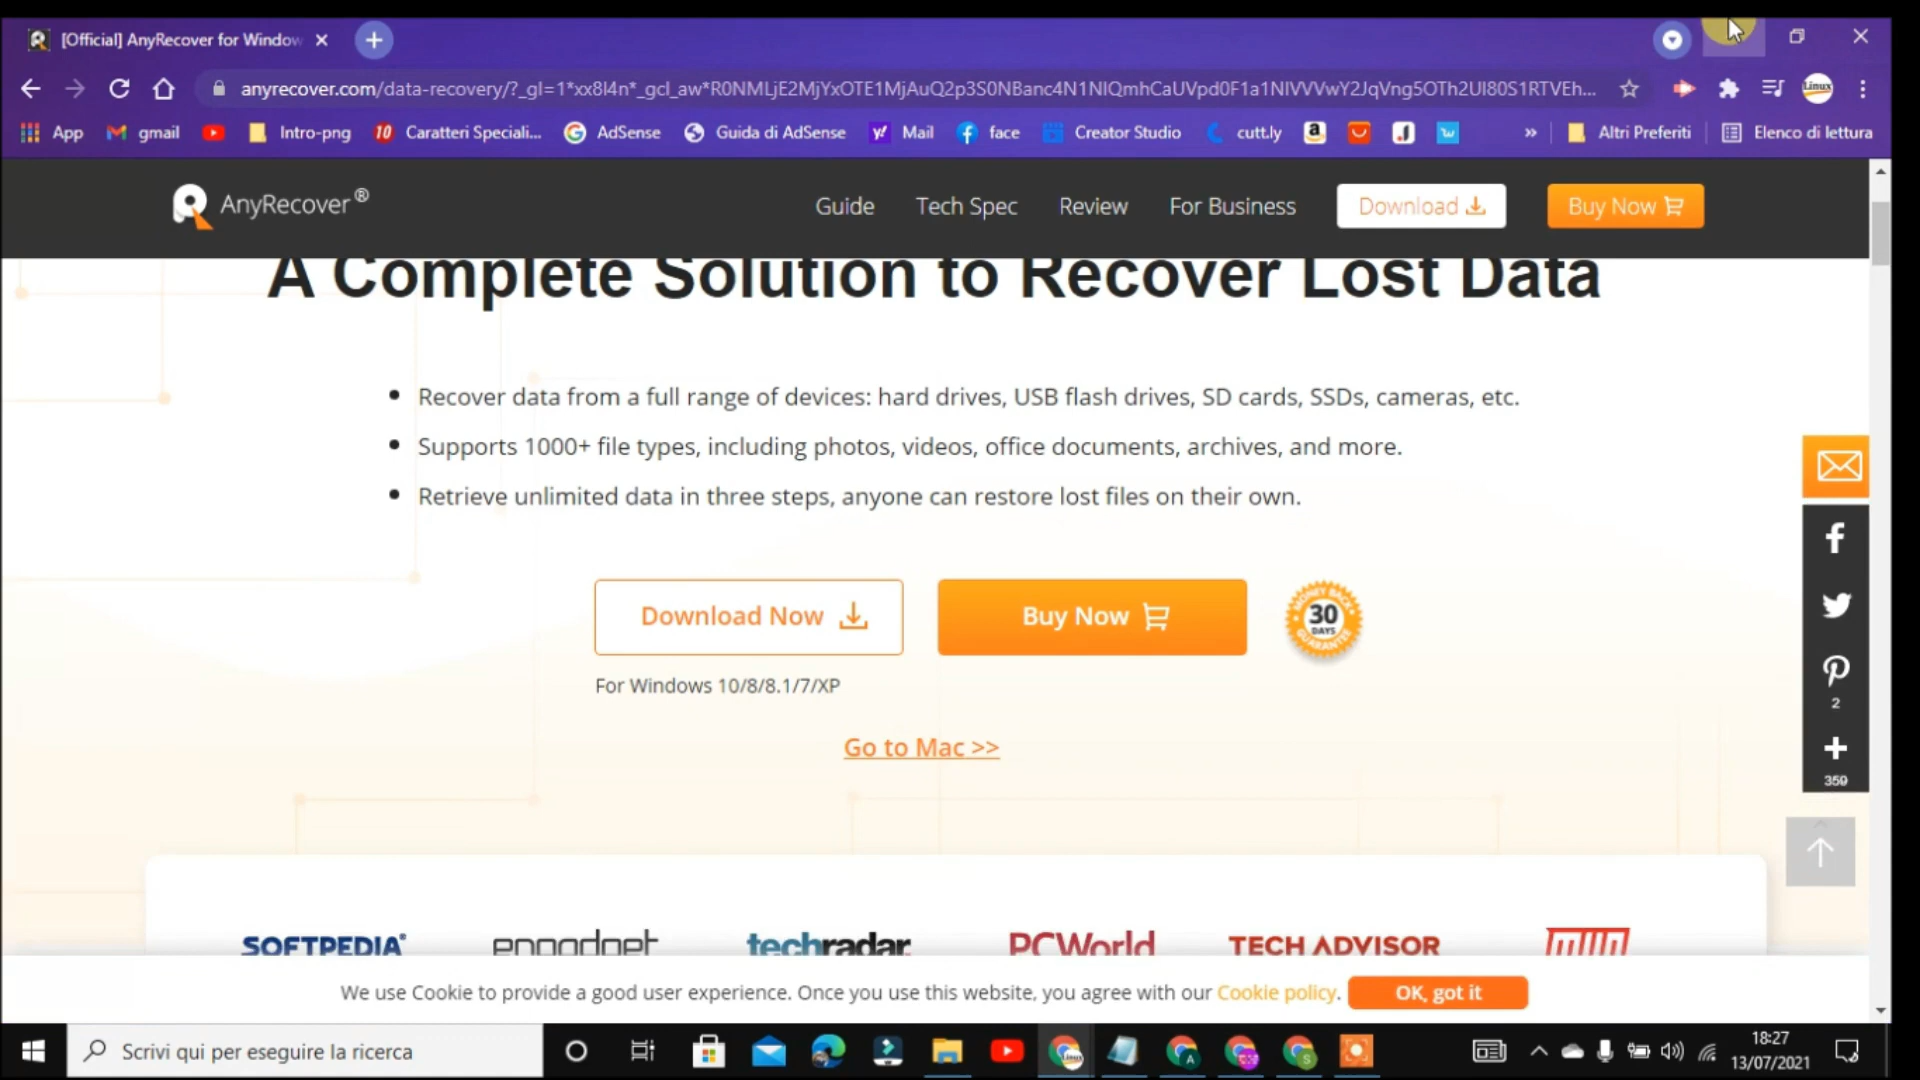 [Official] AnyRecover for Window
anyrecover.com/data-recovery/?_gl=1*xx8l4n*_gcl_aw*R0NMLjE2MjYxOTE1MjAuQ2p3S0NBanc4N1NIQmhCaUVpd0F1a1NIVVVwY2JqVng5OTh2Ul80S1RTVEh...
App gmail Intro-png Caratteri Speciali... AdSense Guida di AdSense Mail face Creator Studio cutt.ly » Altri Preferiti Elenco di lettura
AnyRecover®
Guide Tech Spec Review For Business Download Buy Now
A Complete Solution to Recover Lost Data
Recover data from a full range of devices: hard drives, USB flash drives, SD cards, SSDs, cameras, etc.
Supports 1000+ file types, including photos, videos, office documents, archives, and more.
Retrieve unlimited data in three steps, anyone can restore lost files on their own.
Download Now Buy Now
MONEY BACK
30
DAYS
GUARANTEE
For Windows 10/8/8.1/7/XP
Go to Mac >>
2
359
SOFTPEDIA® engadget techradar PCWorld TECH ADVISOR
We use Cookie to provide a good user experience. Once you use this website, you agree with our Cookie policy. OK, got it
Scrivi qui per eseguire la ricerca
18:27
13/07/2021